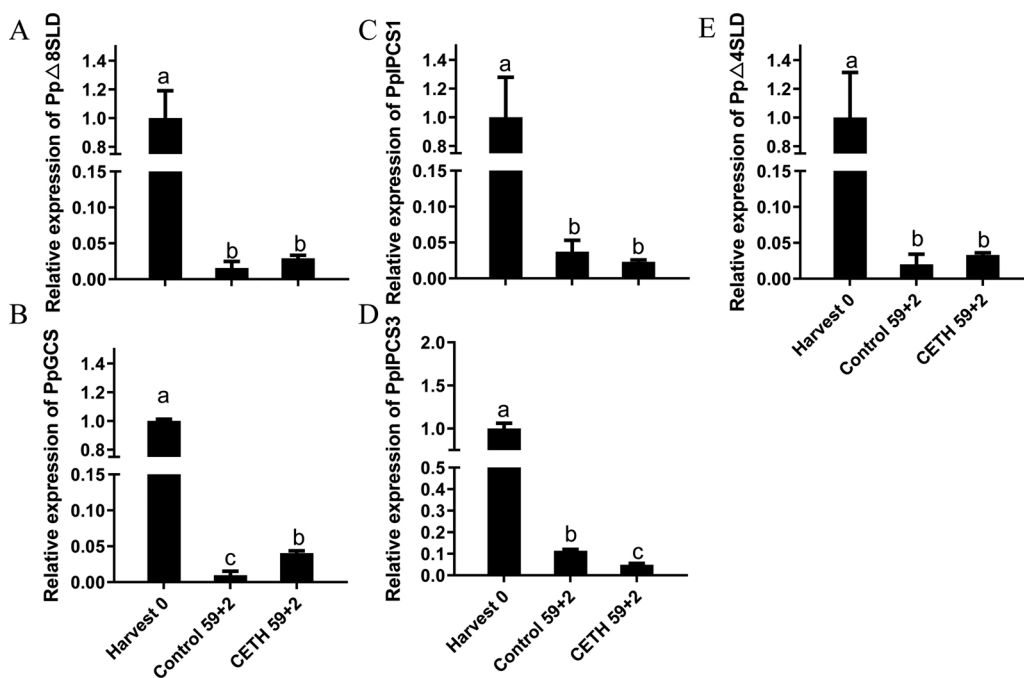 A
Relative expression of Pp△8SLD
1.4
1.2
1.0
0.8
0.15
0.10
0.05
0.00
a
b
b
C
Relative expression of PpIPCS1
1.4
1.2
1.0
0.8
0.15
0.10
0.05
0.00
a
b
b
E
Relative expression of Pp△4SLD
1.4
1.2
1.0
0.8
0.15
0.10
0.05
0.00
a
b
b
Harvest 0
Control 59+2
CETH 59+2
B
Relative expression of PpGCS
1.4
1.2
1.0
0.8
0.15
0.10
0.05
0.00
a
c
b
Harvest 0
Control 59+2
CETH 59+2
D
Relative expression of PpIPCS3
2.0
1.5
1.0
0.5
0.4
0.3
0.2
0.1
0.0
a
b
c
Harvest 0
Control 59+2
CETH 59+2